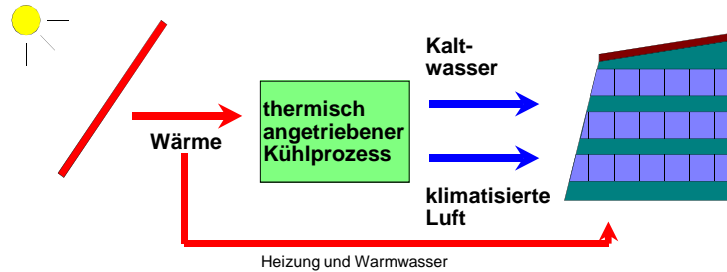 Kalt-
wasser
thermisch
angetriebener
Kühlprozess
Wärme
klimatisierte
Luft
Heizung und Warmwasser